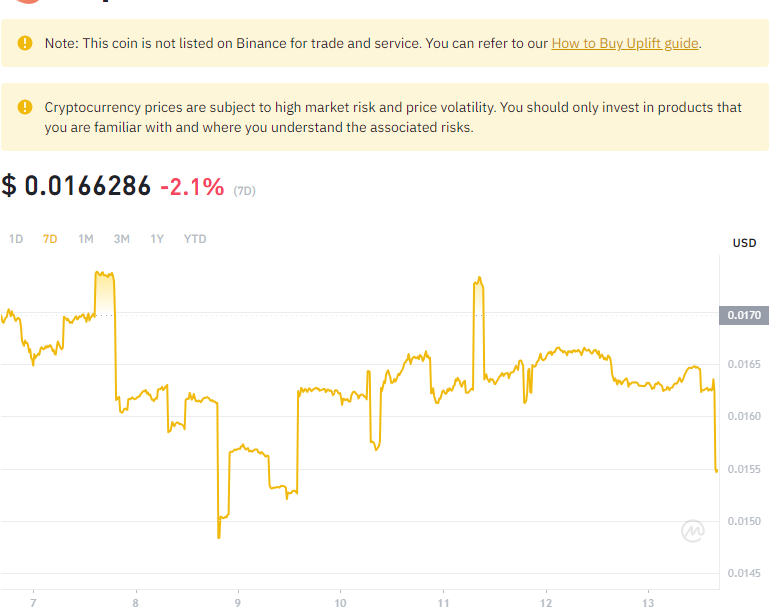 Note: This coin is not listed on Binance for trade and service. You can refer to our How to Buy Uplift guide.
Cryptocurrency prices are subject to high market risk and price volatility. You should only invest in products that
you are familiar with and where you understand the associated risks.
$ 0.0166286 -2.1% (7D)
1D 7D 1M 3M 1Y YTD
USD
0.0170
0.0165
0.0160
0.0155
0.0150
0.0145
7 8 9 10 11 12 13